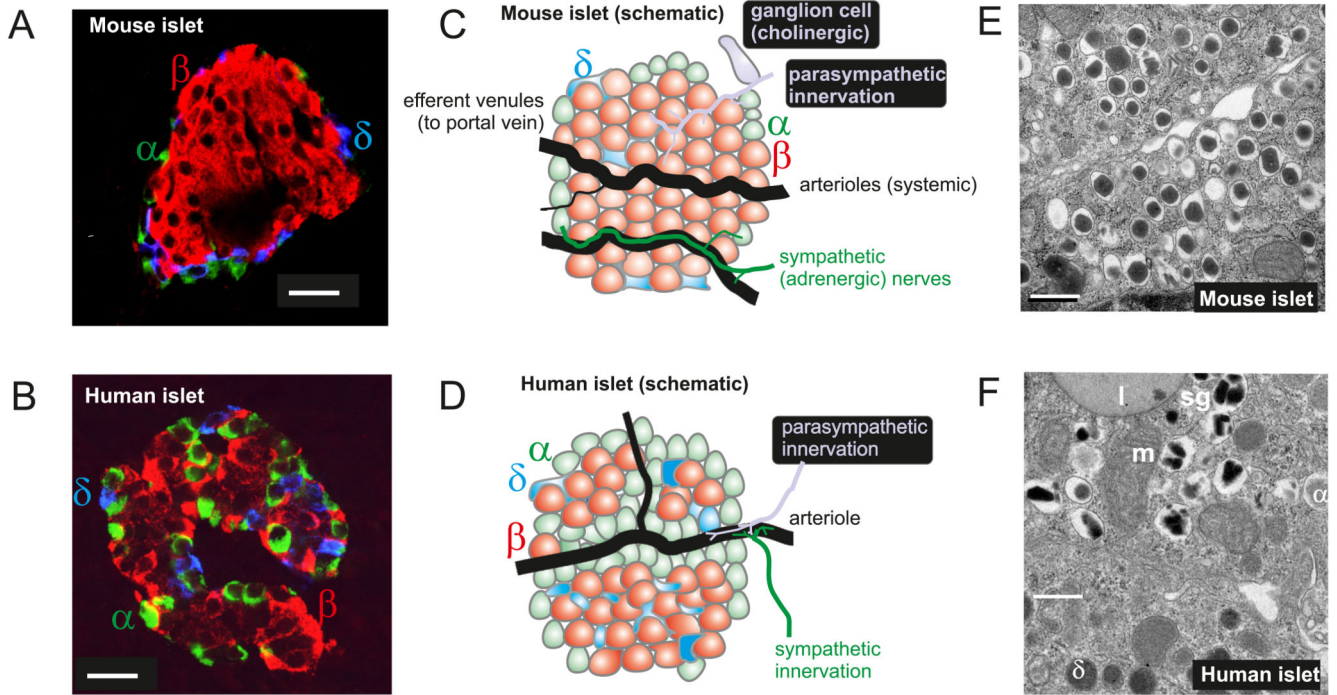 A
Mouse islet
β
α
δ
C
Mouse islet (schematic)
ganglion cell
(cholinergic)
δ
parasympathetic
innervation
efferent venules
(to portal vein)
α
β
arterioles (systemic)
sympathetic
(adrenergic) nerves
E
Mouse islet
B
Human islet
δ
α
β
D
Human islet (schematic)
parasympathetic
innervation
α
δ
β
arteriole
sympathetic
innervation
F
l
sg
m
α
δ
Human islet